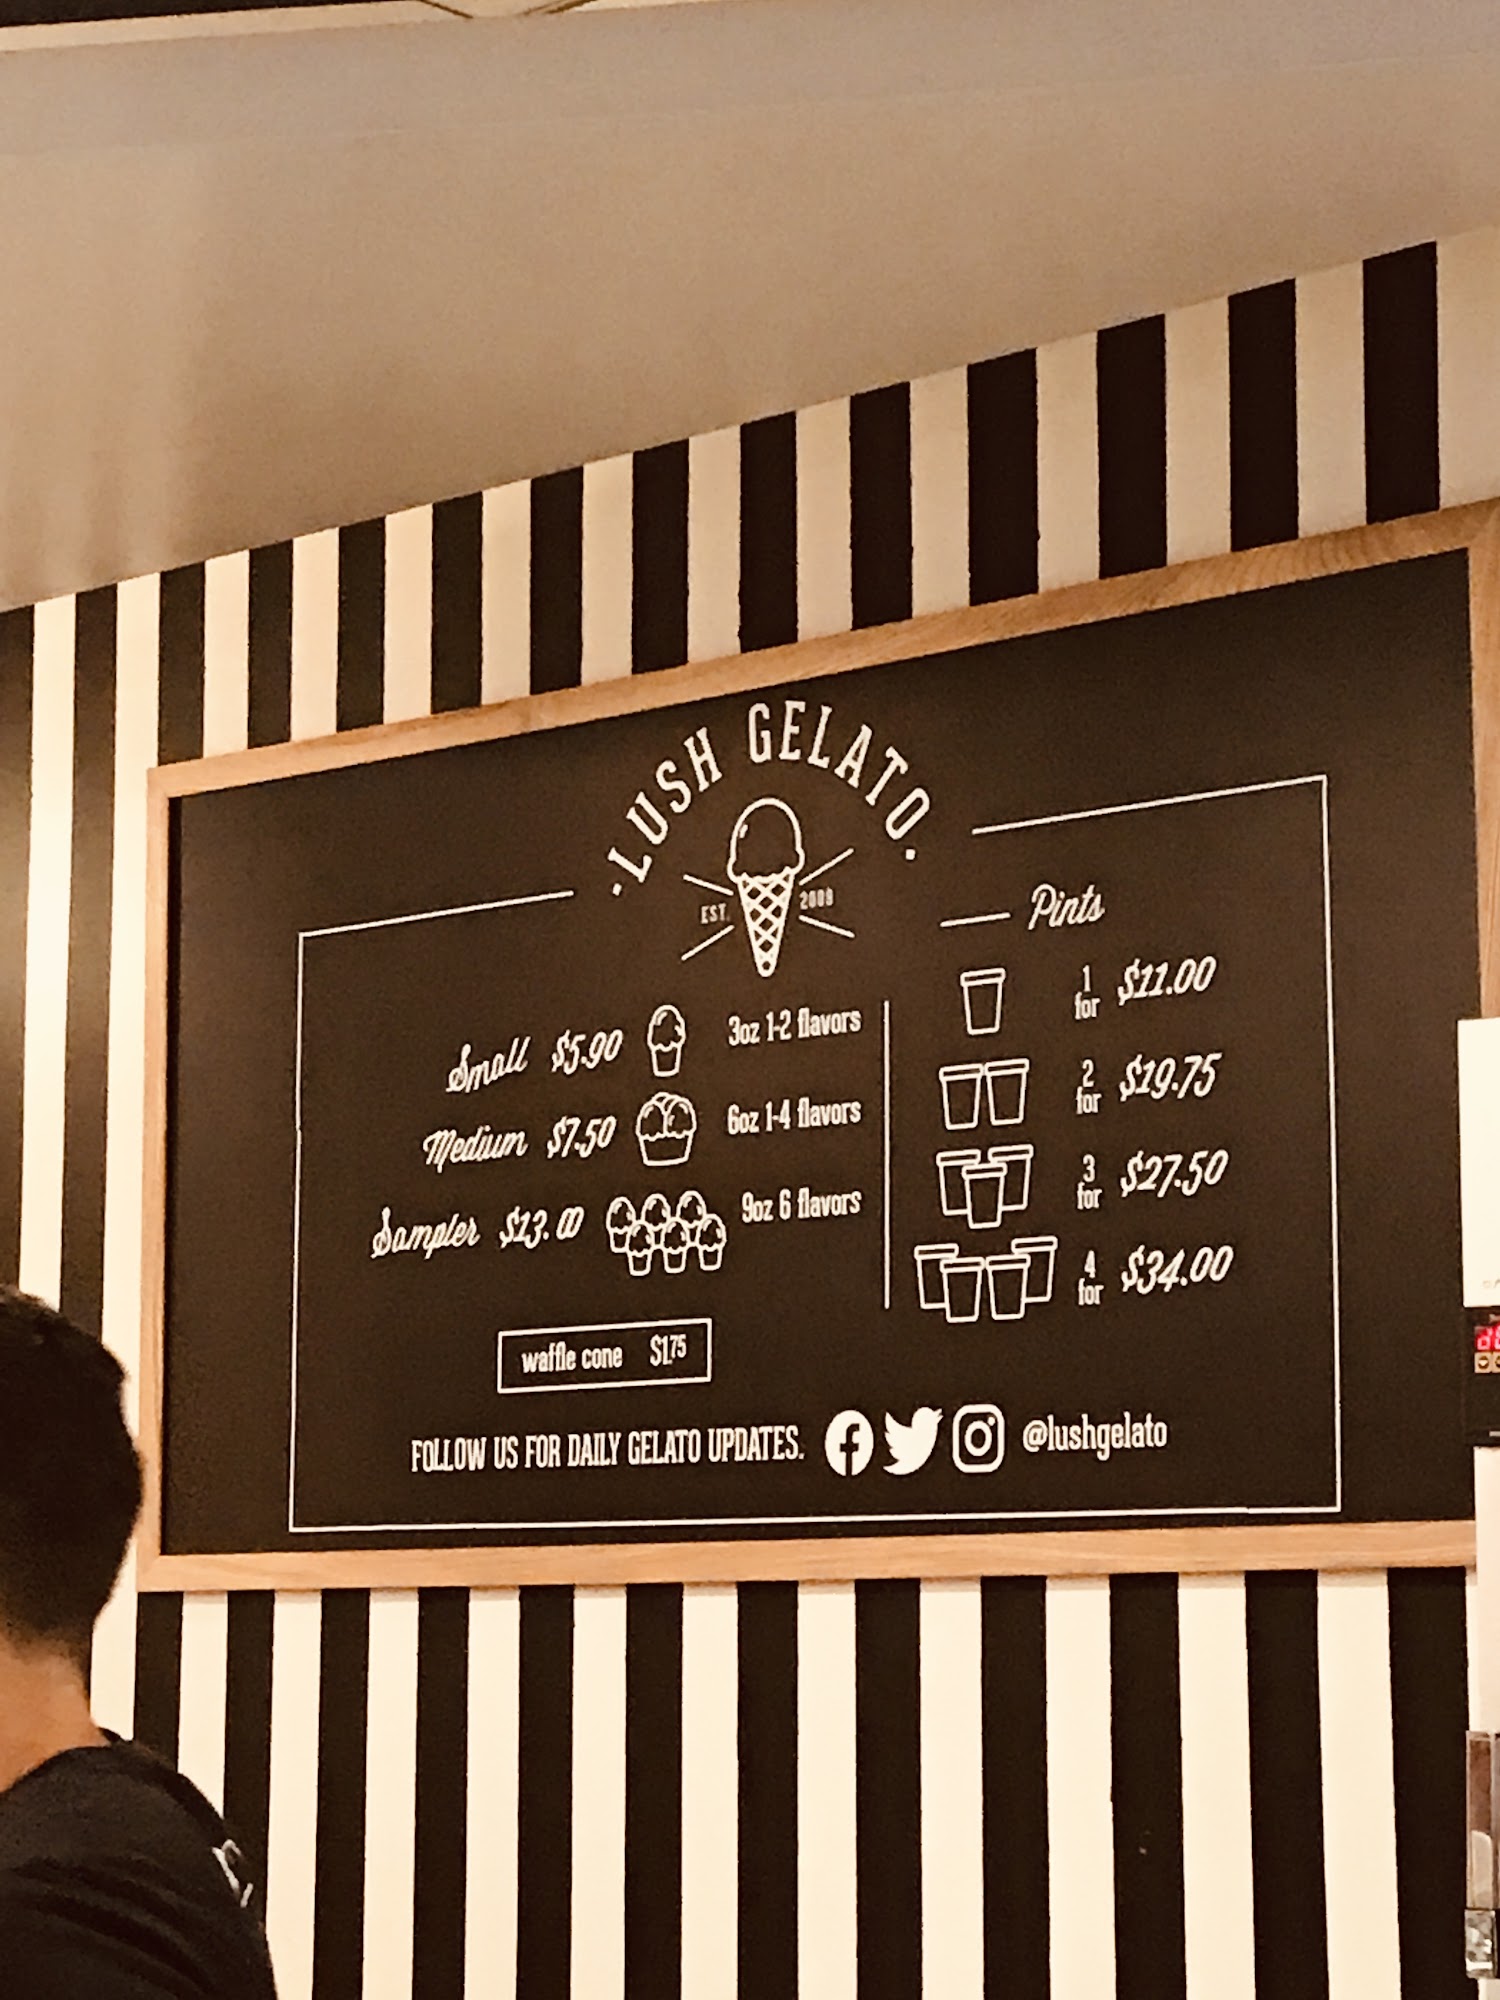 LUSH GELATO
EST. 2009
Small $5.90 3oz 1-2 flavors
Medium $7.50 6oz 1-4 flavors
Sampler $13.00 9oz 6 flavors
waffle cone $1.75
Pints
1 for $11.00
2 for $19.75
3 for $27.50
4 for $34.00
FOLLOW US FOR DAILY GELATO UPDATES. @lushgelato